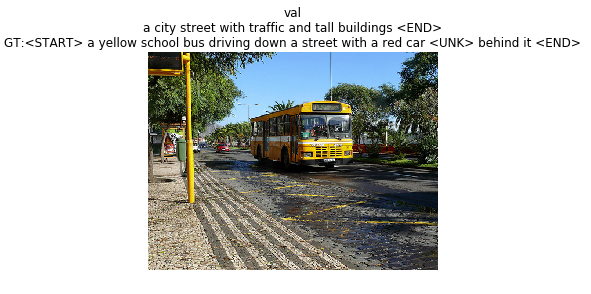 val
a city street with traffic and tall buildings <END>
GT:<START> a yellow school bus driving down a street with a red car <UNK> behind it <END>